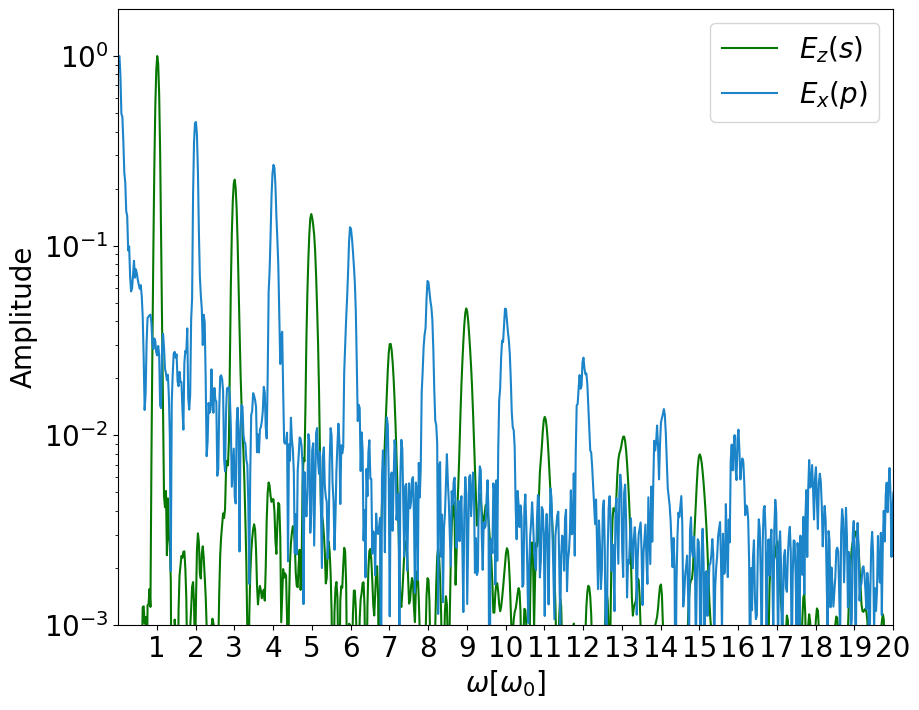 E_z(s)
E_x(p)
10^0
10^{-1}
10^{-2}
10^{-3}
Amplitude
1 2 3 4 5 6 7 8 9 10 11 12 13 14 15 16 17 18 19 20
ω[ω_0]